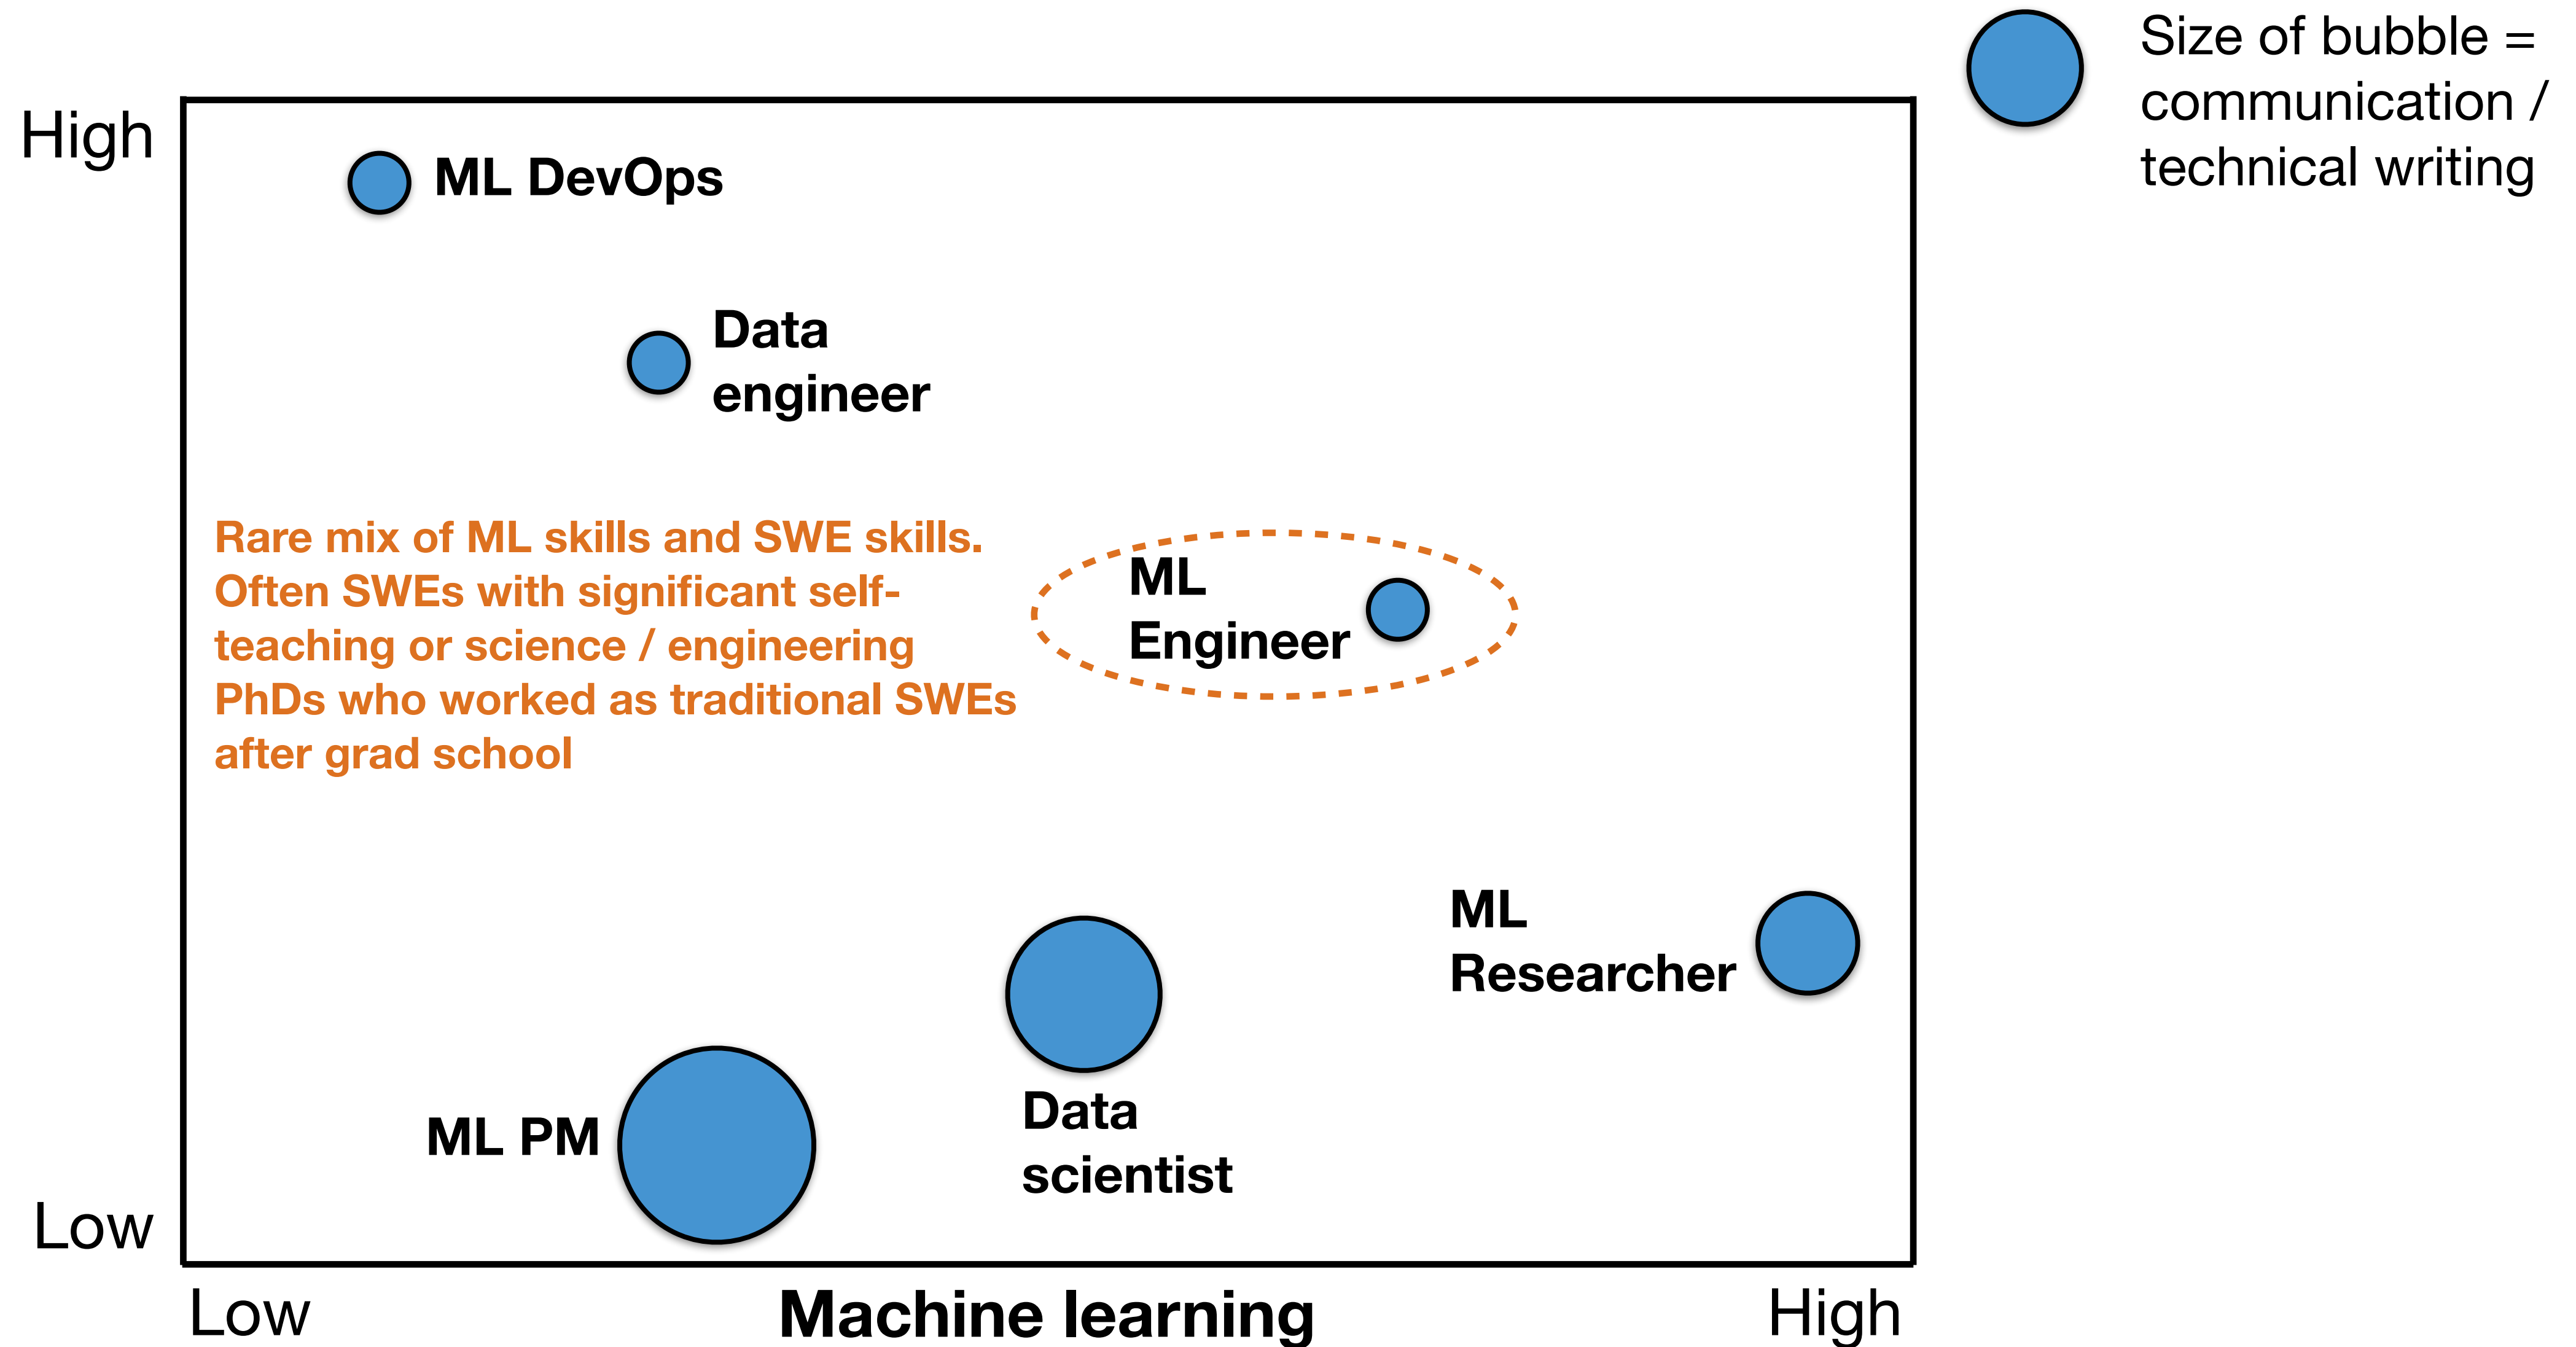 Size of bubble =
communication /
technical writing
High
ML DevOps
Data
engineer
Rare mix of ML skills and SWE skills.
Often SWEs with significant self-
teaching or science / engineering
PhDs who worked as traditional SWEs
after grad school
ML
Engineer
ML
Researcher
Data
scientist
ML PM
Low
Low
Machine learning
High